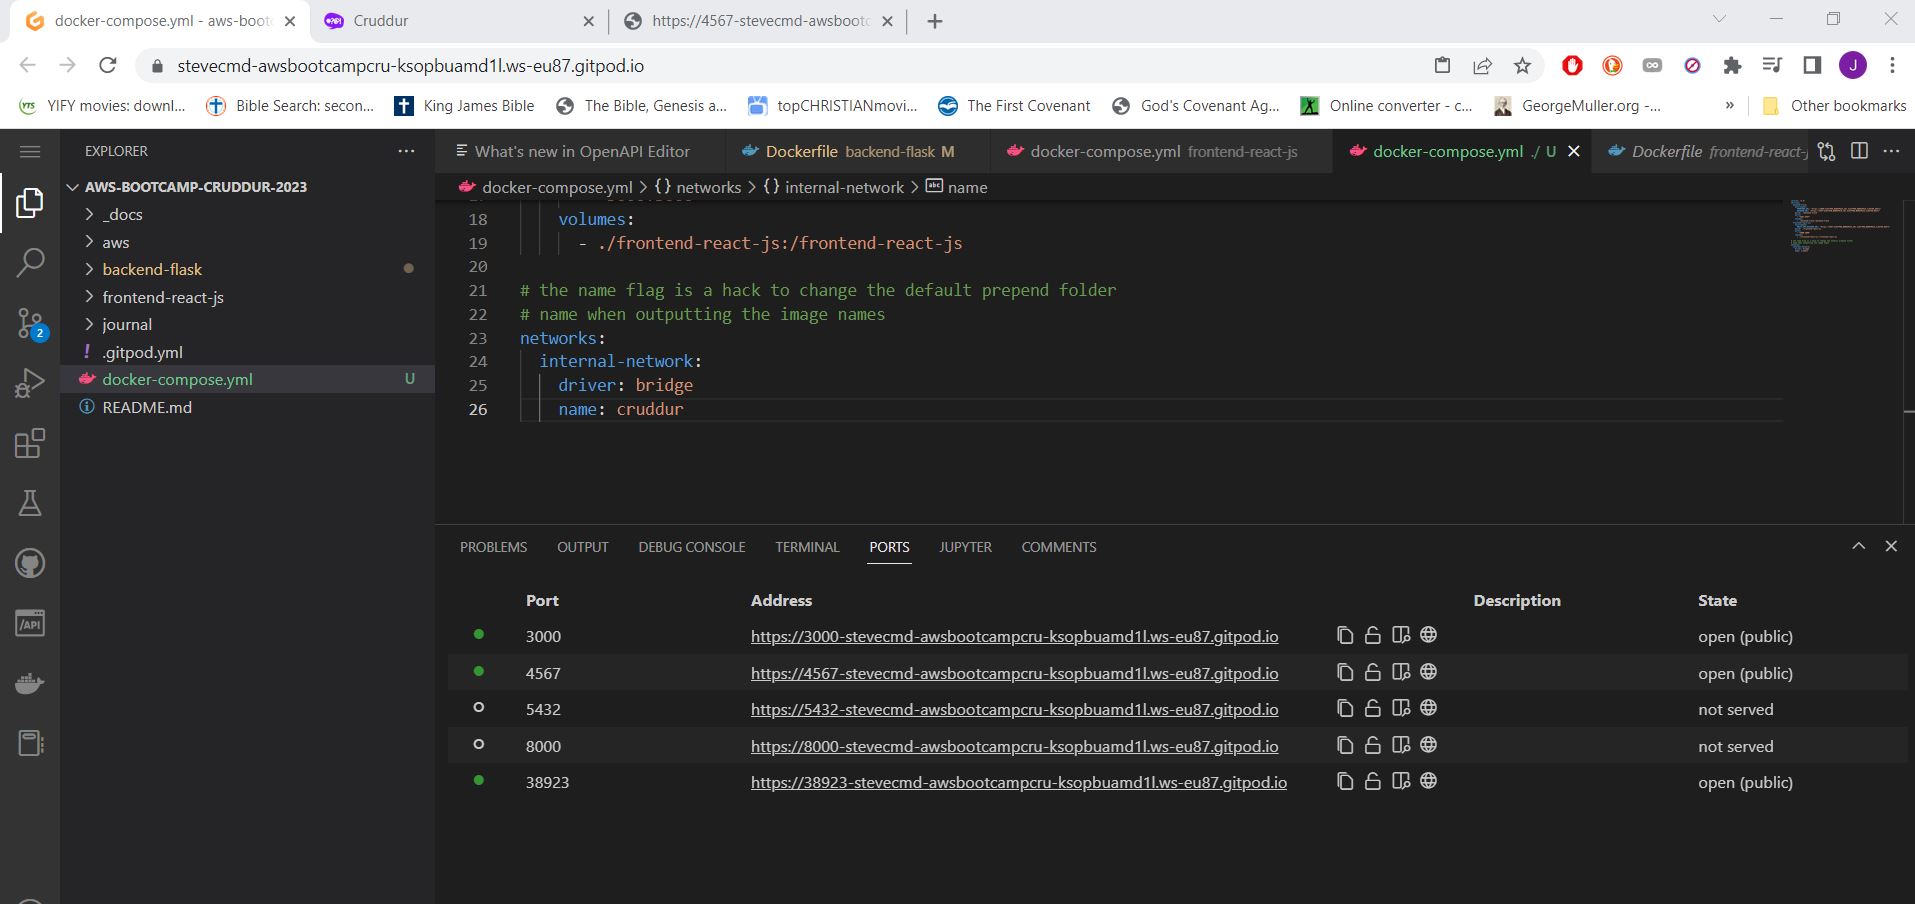 docker-compose.yml - aws-boot
Cruddur
https://4567-stevecmd-awsbootc
stevecmd-awsbootcampcru-ksopbuamd1l.ws-eu87.gitpod.io
J
YTS
YIFY movies: downl...
Bible Search: secon...
King James Bible
The Bible, Genesis a...
topCHRISTIANmovi...
The First Covenant
God's Covenant Ag...
Online converter - c...
GeorgeMuller.org -...
»
Other bookmarks
EXPLORER
What's new in OpenAPI Editor
Dockerfile backend-flask M
docker-compose.yml frontend-react-js
docker-compose.yml ./ U
Dockerfile frontend-react-j
AWS-BOOTCAMP-CRUDDUR-2023
docker-compose.yml > {} networks > {} internal-network > abc name
_docs
aws
backend-flask
frontend-react-js
journal
! .gitpod.yml
docker-compose.yml U
README.md
2
/API
18 volumes:
19 - ./frontend-react-js:/frontend-react-js
20
21 # the name flag is a hack to change the default prepend folder
22 # name when outputting the image names
23 networks:
24 internal-network:
25 driver: bridge
26 name: cruddur
PROBLEMS OUTPUT DEBUG CONSOLE TERMINAL PORTS JUPYTER COMMENTS
Port Address Description State
3000 https://3000-stevecmd-awsbootcampcru-ksopbuamd1l.ws-eu87.gitpod.io open (public)
4567 https://4567-stevecmd-awsbootcampcru-ksopbuamd1l.ws-eu87.gitpod.io open (public)
5432 https://5432-stevecmd-awsbootcampcru-ksopbuamd1l.ws-eu87.gitpod.io not served
8000 https://8000-stevecmd-awsbootcampcru-ksopbuamd1l.ws-eu87.gitpod.io not served
38923 https://38923-stevecmd-awsbootcampcru-ksopbuamd1l.ws-eu87.gitpod.io open (public)